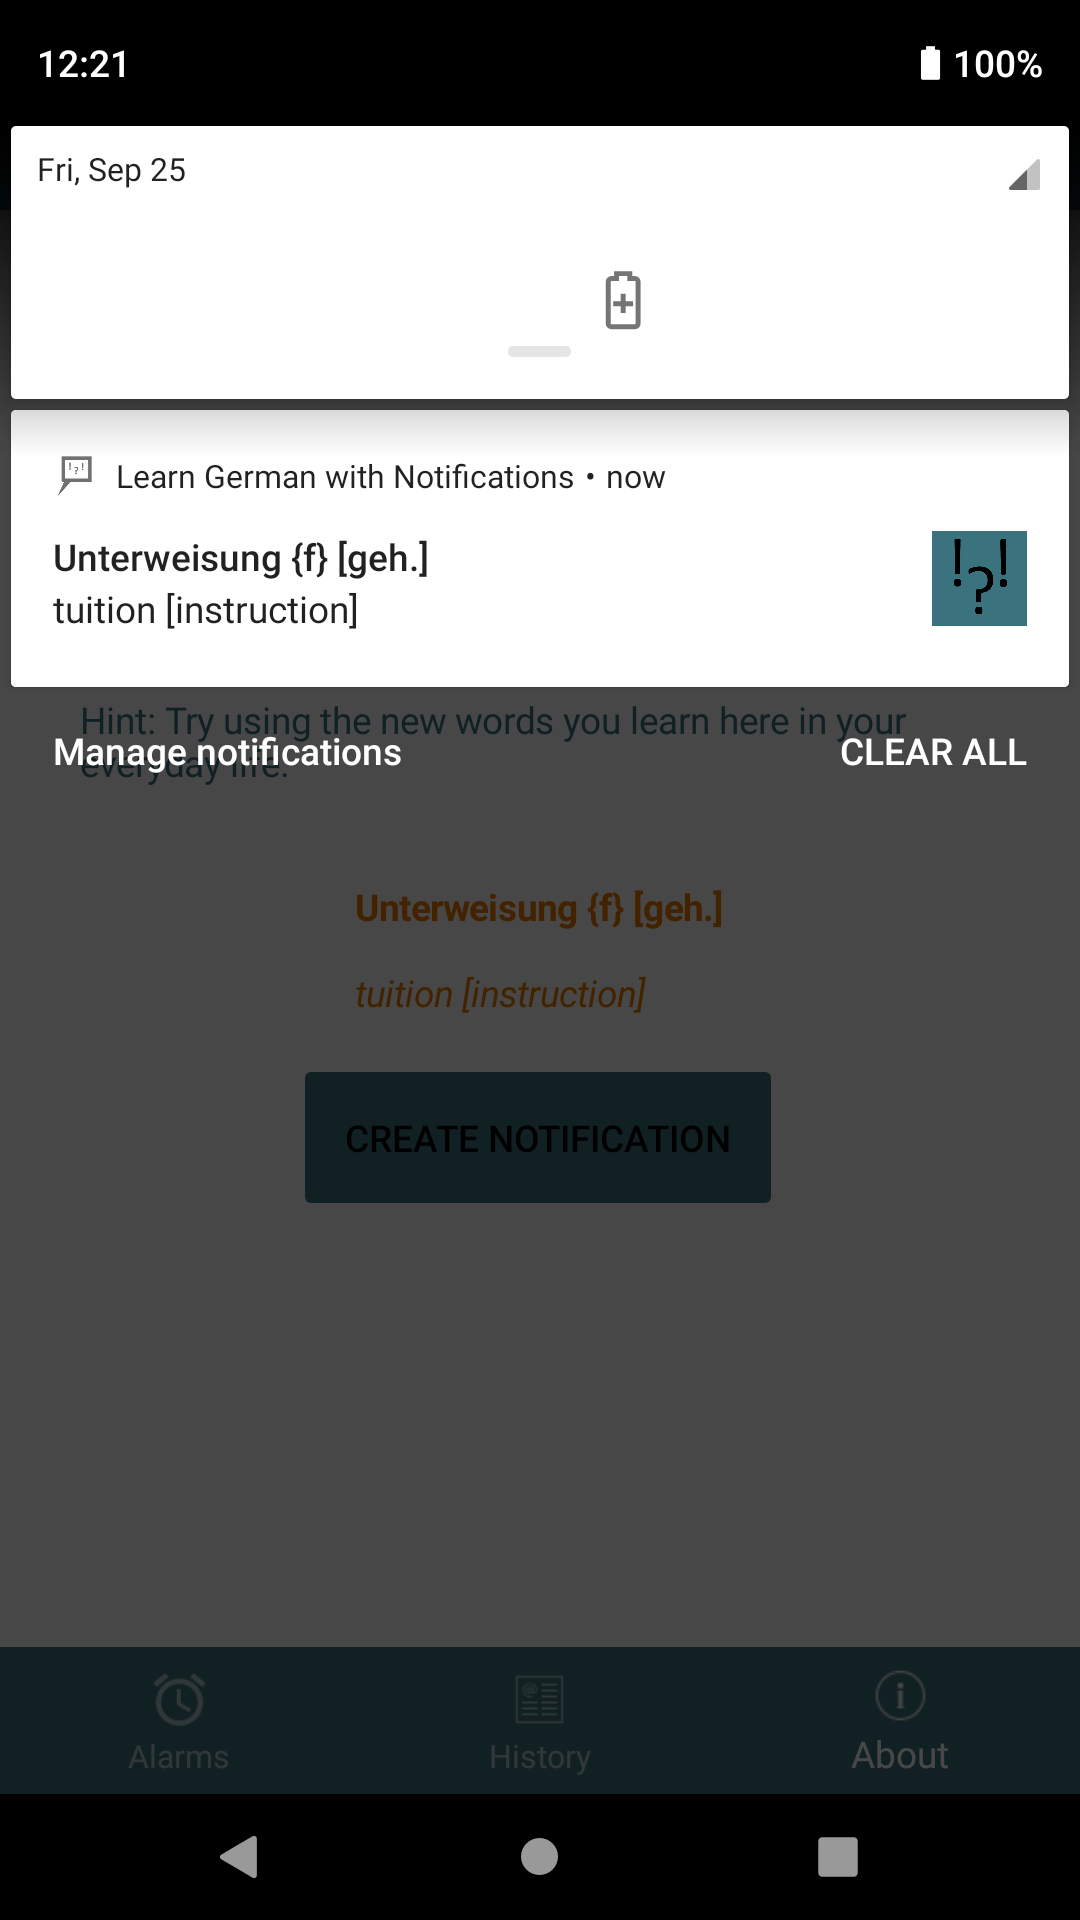 12:21
100%
Fri, Sep 25
Learn German with Notifications • now
Unterweisung {f} [geh.]
tuition [instruction]
!?!
Hint: Try using the new words you learn here in your
everyday life.
Manage notifications
CLEAR ALL
Unterweisung {f} [geh.]
tuition [instruction]
CREATE NOTIFICATION
Alarms
History
About